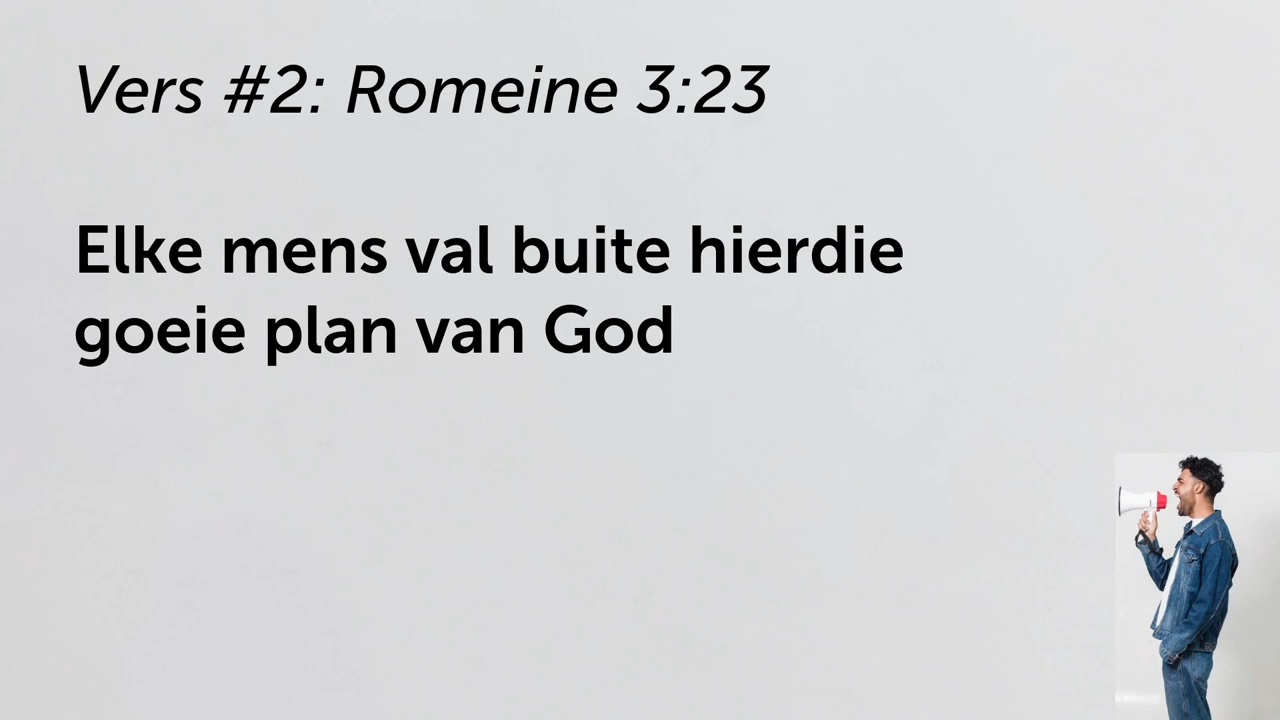 Vers #2: Romeine 3:23
Elke mens val buite hierdie
goeie plan van God